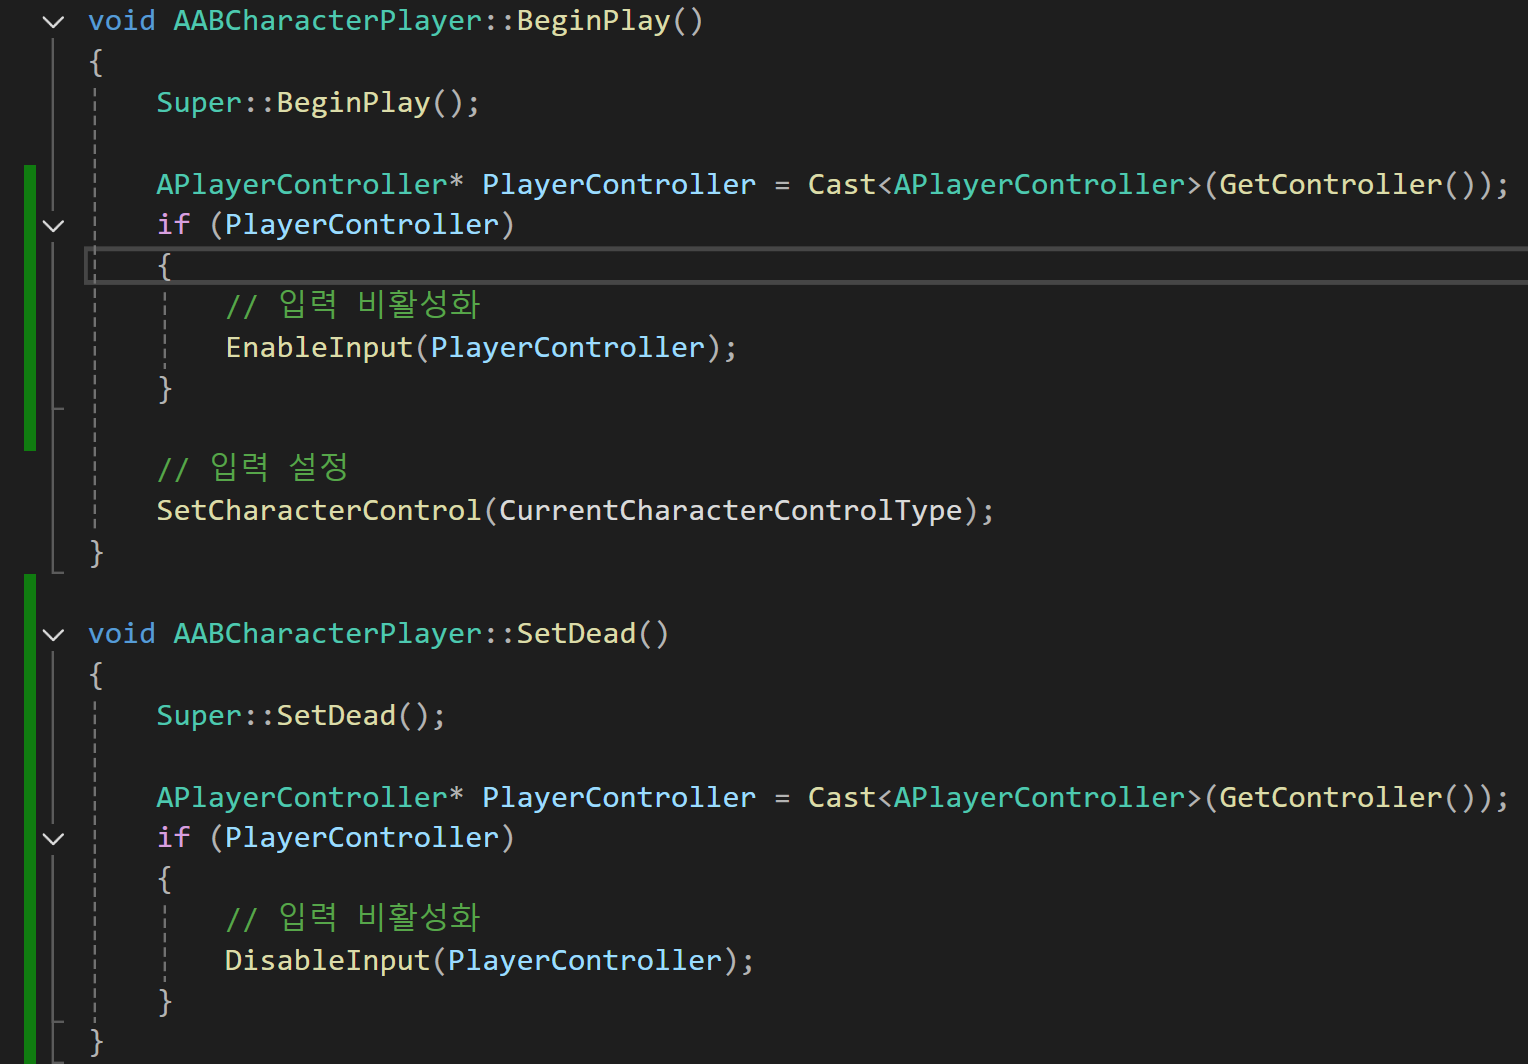 void AABCharacterPlayer::BeginPlay()
{
Super::BeginPlay();
APlayerController* PlayerController = Cast<APlayerController>(GetController());
if (PlayerController)
{
// 입력 비활성화
EnableInput(PlayerController);
}
// 입력 설정
SetCharacterControl(CurrentCharacterControlType);
}
void AABCharacterPlayer::SetDead()
{
Super::SetDead();
APlayerController* PlayerController = Cast<APlayerController>(GetController());
if (PlayerController)
{
// 입력 비활성화
DisableInput(PlayerController);
}
}